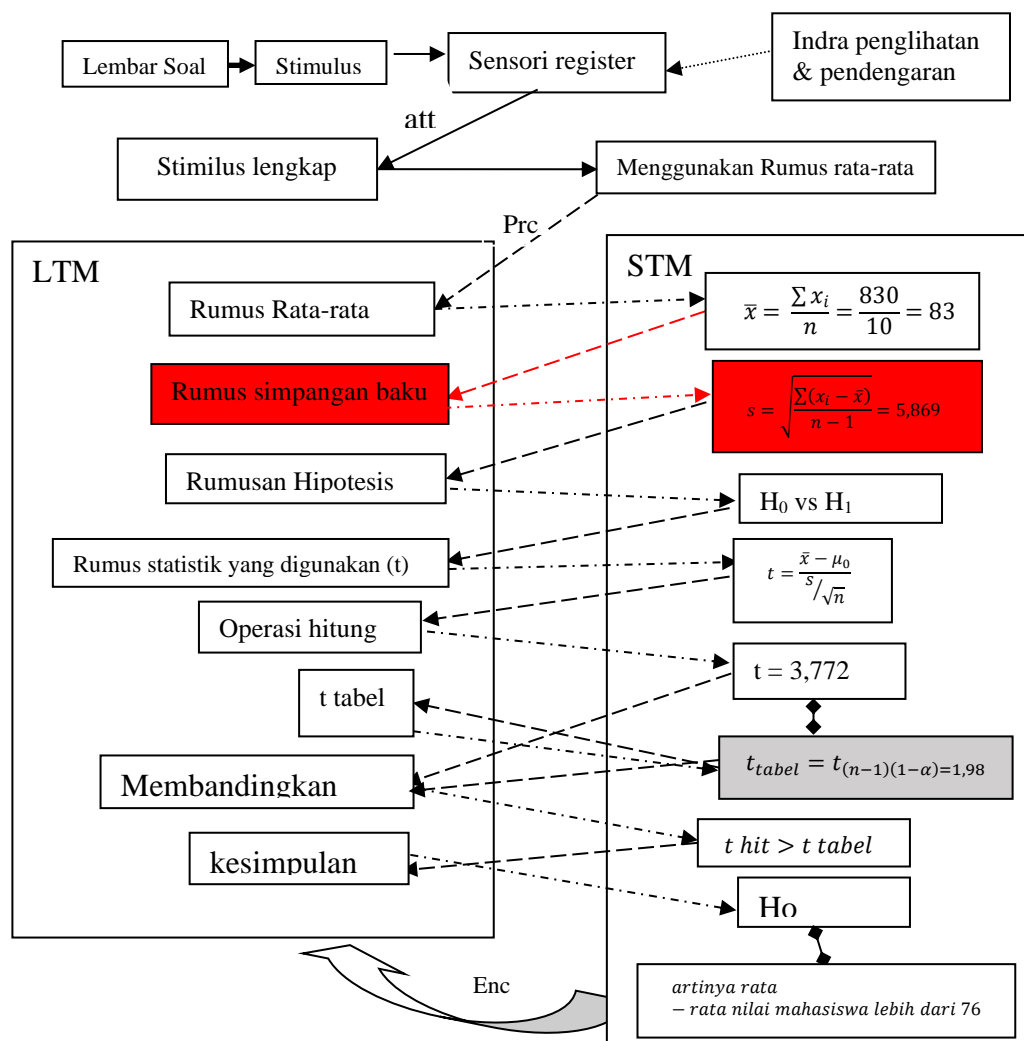 Lembar Soal
Stimulus
Sensori register
Indra penglihatan
& pendengaran
att
Stimilus lengkap
Menggunakan Rumus rata-rata
Prc
LTM
STM
Rumus Rata-rata
x̄ = ∑ xᵢ / n = 830 / 10 = 83
Rumus simpangan baku
s = √(∑(xᵢ − x̄) / n − 1) = 5,869
Rumusan Hipotesis
H₀ vs H₁
Rumus statistik yang digunakan (t)
t = x̄ − μ₀ / s/√n
Operasi hitung
t = 3,772
t tabel
t_tabel = t_(n−1)(1−α)=1,98
Membandingkan
t hit > t tabel
kesimpulan
Ho
Enc
artinya rata
− rata nilai mahasiswa lebih dari 76